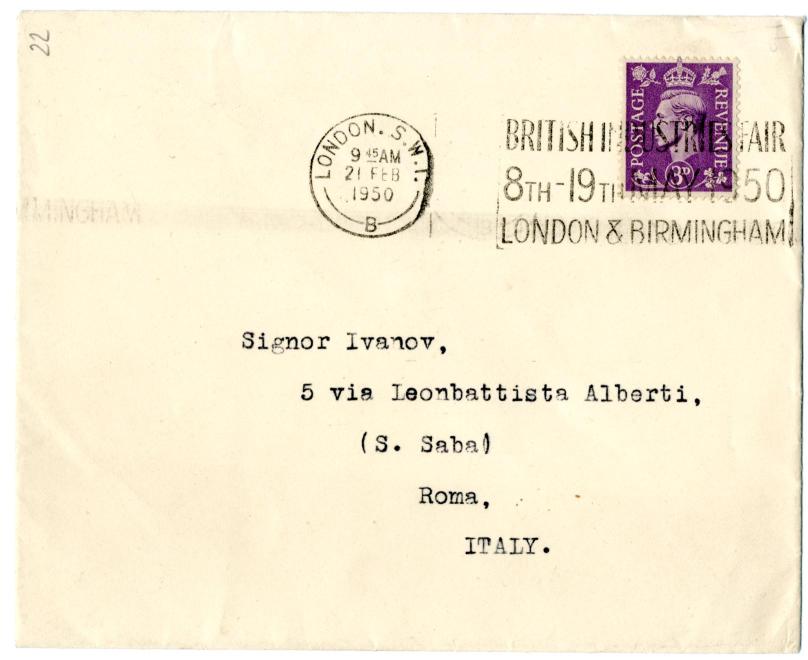 22
LONDON. S.W.1.
9 45 AM
21 FEB
1950
B
POSTAGE
REVENUE
3D
BRITISH INDUSTRIES FAIR
8TH-19TH MAY 1950
LONDON & BIRMINGHAM
Signor Ivanov,
5 via Leonbattista Alberti,
(S. Saba)
Roma,
ITALY.